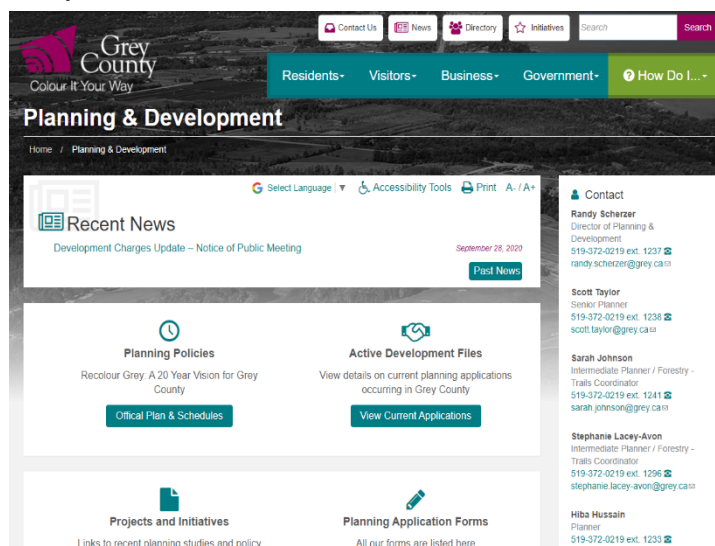 Contact Us News Directory Initiatives Search Search
Grey
County
Colour It Your Way
Residents Visitors Business Government How Do I...
Planning & Development
Home / Planning & Development
Select Language ▼ Accessibility Tools Print A- / A+
Recent News
Development Charges Update – Notice of Public Meeting September 28, 2020
Past News
Planning Policies
Recolour Grey: A 20 Year Vision for Grey
County
Offical Plan & Schedules
Active Development Files
View details on current planning applications
occurring in Grey County
View Current Applications
Projects and Initiatives
Links to recent planning studies and policy
Planning Application Forms
All our forms are listed here
Contact
Randy Scherzer
Director of Planning &
Development
519-372-0219 ext. 1237
randy.scherzer@grey.ca
Scott Taylor
Senior Planner
519-372-0219 ext. 1238
scott.taylor@grey.ca
Sarah Johnson
Intermediate Planner / Forestry -
Trails Coordinator
519-372-0219 ext. 1241
sarah.johnson@grey.ca
Stephanie Lacey-Avon
Intermediate Planner / Forestry -
Trails Coordinator
519-372-0219 ext. 1296
stephanie.lacey-avon@grey.ca
Hiba Hussain
Planner
519-372-0219 ext. 1233